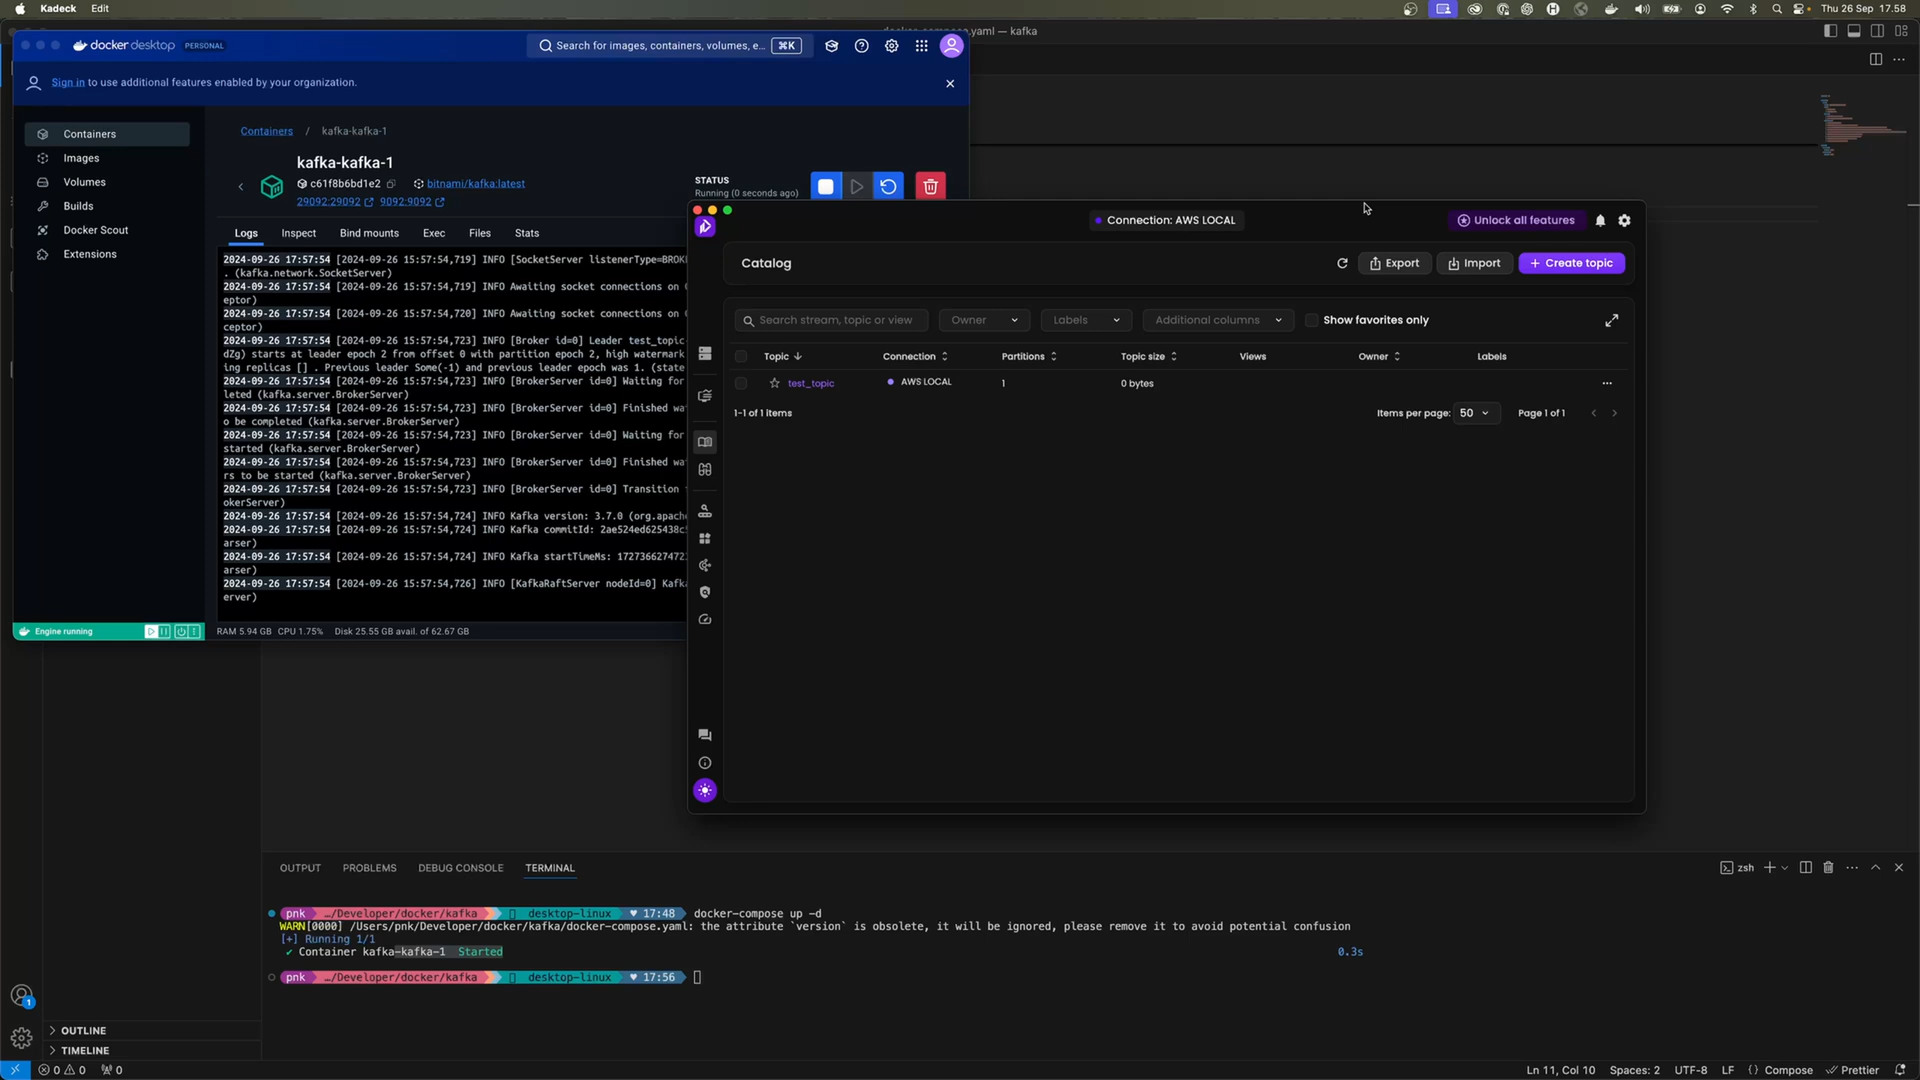 Kadeck Edit
Thu 26 Sep 17.58
yaml — kafka
docker desktop PERSONAL
Search for images, containers, volumes, e... ⌘K
Sign in to use additional features enabled by your organization.
Containers
Images
Volumes
Builds
Docker Scout
Extensions
Containers / kafka-kafka-1
kafka-kafka-1
c61f8b6bd1e2 bitnami/kafka:latest
29092:29092 9092:9092
STATUS
Running (0 seconds ago)
Logs Inspect Bind mounts Exec Files Stats
2024-09-26 17:57:54 [2024-09-26 15:57:54,719] INFO [SocketServer listenerType=BROK
. (kafka.network.SocketServer)
2024-09-26 17:57:54 [2024-09-26 15:57:54,719] INFO Awaiting socket connections on
eptor)
2024-09-26 17:57:54 [2024-09-26 15:57:54,720] INFO Awaiting socket connections on
ceptor)
2024-09-26 17:57:54 [2024-09-26 15:57:54,723] INFO [Broker id=0] Leader test_topic
dZg) starts at leader epoch 2 from offset 0 with partition epoch 2, high watermark
ing replicas [] . Previous leader Some(-1) and previous leader epoch was 1. (state
2024-09-26 17:57:54 [2024-09-26 15:57:54,723] INFO [BrokerServer id=0] Waiting for
leted (kafka.server.BrokerServer)
2024-09-26 17:57:54 [2024-09-26 15:57:54,723] INFO [BrokerServer id=0] Finished wa
o be completed (kafka.server.BrokerServer)
2024-09-26 17:57:54 [2024-09-26 15:57:54,723] INFO [BrokerServer id=0] Waiting for
started (kafka.server.BrokerServer)
2024-09-26 17:57:54 [2024-09-26 15:57:54,723] INFO [BrokerServer id=0] Finished wa
rs to be started (kafka.server.BrokerServer)
2024-09-26 17:57:54 [2024-09-26 15:57:54,723] INFO [BrokerServer id=0] Transition
okerServer)
2024-09-26 17:57:54 [2024-09-26 15:57:54,724] INFO Kafka version: 3.7.0 (org.apach
2024-09-26 17:57:54 [2024-09-26 15:57:54,724] INFO Kafka commitId: 2ae524ed625438c
arser)
2024-09-26 17:57:54 [2024-09-26 15:57:54,724] INFO Kafka startTimeMs: 172736627472
arser)
2024-09-26 17:57:54 [2024-09-26 15:57:54,726] INFO [KafkaRaftServer nodeId=0] Kafk
erver)
Engine running
RAM 5.94 GB CPU 1.75% Disk 25.55 GB avail. of 62.67 GB
Connection: AWS LOCAL
Unlock all features
Catalog
Export Import + Create topic
Search stream, topic or view Owner Labels Additional columns Show favorites only
Topic Connection Partitions Topic size Views Owner Labels
test_topic AWS LOCAL 1 0 bytes
1-1 of 1 items
Items per page: 50 Page 1 of 1
OUTPUT PROBLEMS DEBUG CONSOLE TERMINAL
zsh
pnk …/Developer/docker/kafka desktop-linux ♥ 17:48 docker-compose up -d
WARN[0000] /Users/pnk/Developer/docker/kafka/docker-compose.yaml: the attribute `version` is obsolete, it will be ignored, please remove it to avoid potential confusion
[+] Running 1/1
✔ Container kafka-kafka-1 Started 0.3s
pnk …/Developer/docker/kafka desktop-linux ♥ 17:56
1
OUTLINE
TIMELINE
0 0 0
Ln 11, Col 10 Spaces: 2 UTF-8 LF {} Compose Prettier